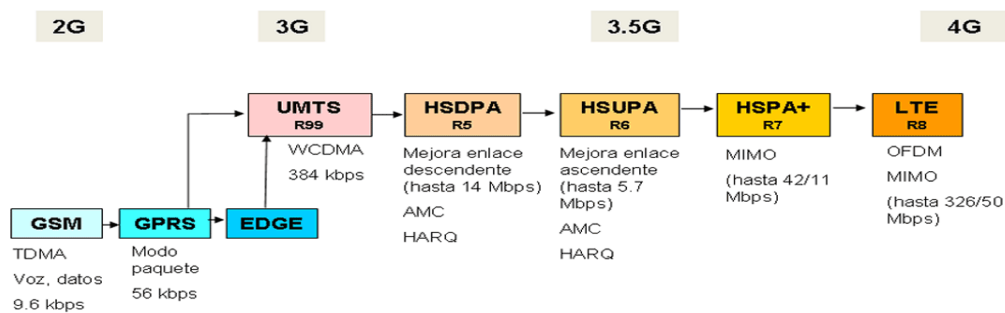 2G
3G
3.5G
4G
UMTS
R99
HSDPA
R5
HSUPA
R6
HSPA+
R7
LTE
R8
WCDMA
384 kbps
Mejora enlace
descendente
(hasta 14 Mbps)
AMC
HARQ
Mejora enlace
ascendente
(hasta 5.7
Mbps)
AMC
HARQ
MIMO
(hasta 42/11
Mbps)
OFDM
MIMO
(hasta 326/50
Mbps)
GSM
GPRS
EDGE
TDMA
Voz, datos
9.6 kbps
Modo
paquete
56 kbps